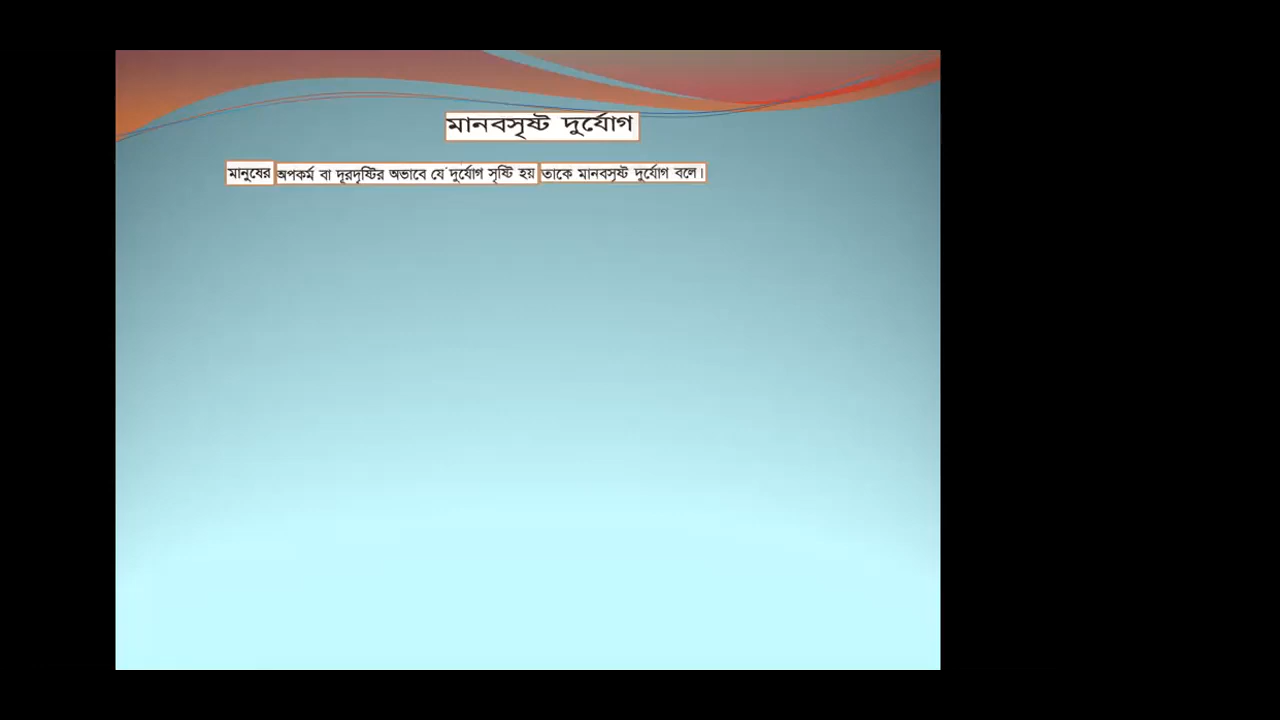 মানবসৃষ্ট দুর্যোগ
মানুষের অপকর্ম বা দূরদৃষ্টির অভাবে যে দুর্যোগ সৃষ্টি হয় তাকে মানবসৃষ্ট দুর্যোগ বলে।